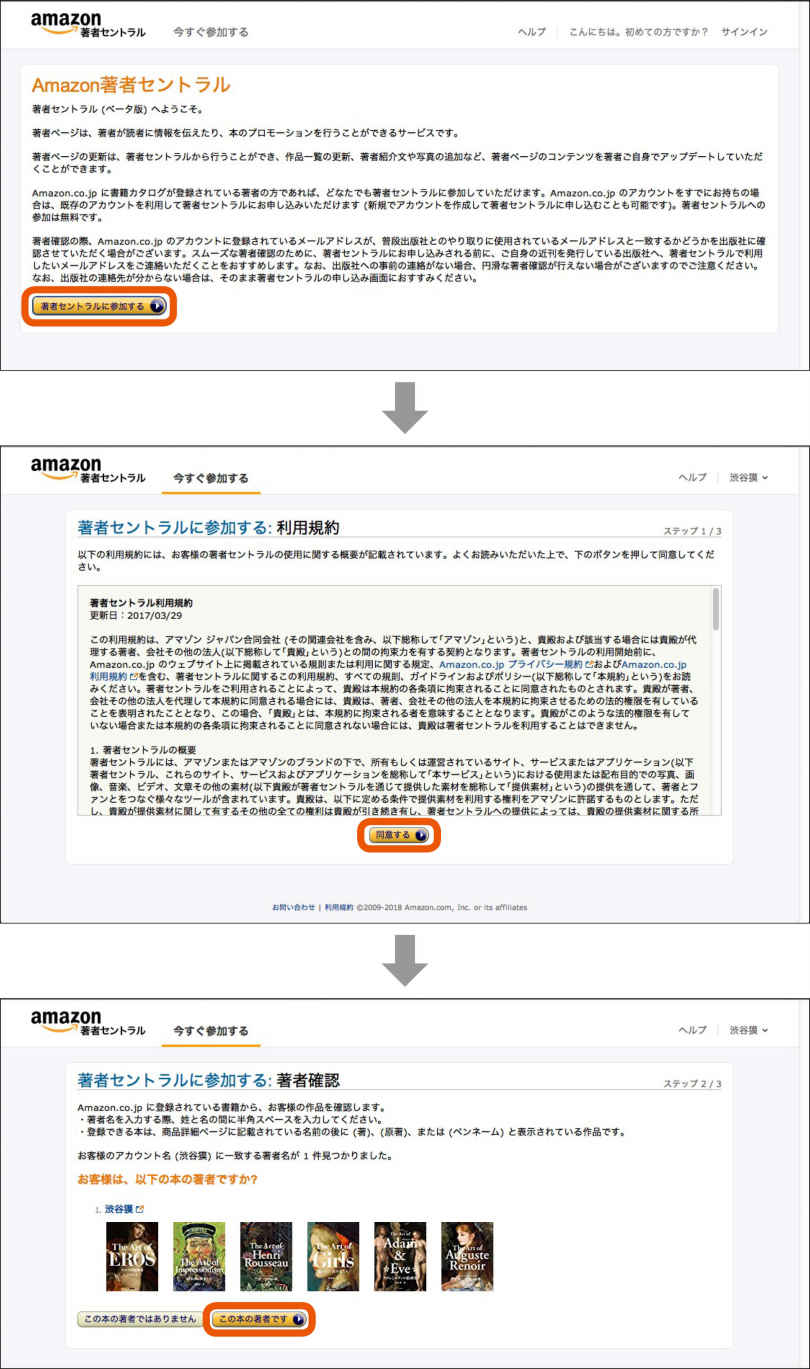 amazon
著者セントラル
今すぐ参加する
ヘルプ
こんにちは。初めての方ですか?
サインイン
Amazon著者セントラル
著者セントラル (ベータ版) へようこそ。
著者ページは、著者が読者に情報を伝えたり、本のプロモーションを行うことができるサービスです。
著者ページの更新は、著者セントラルから行うことができ、作品一覧の更新、著者紹介文や写真の追加など、著者ページのコンテンツを著者ご自身でアップデートしていただ
くことができます。
Amazon.co.jp に書籍カタログが登録されている著者の方であれば、どなたでも著者セントラルに参加していただけます。Amazon.co.jp のアカウントをすでにお持ちの場
合は、既存のアカウントを利用して著者セントラルにお申し込みいただけます (新規でアカウントを作成して著者セントラルに申し込むことも可能です)。著者セントラルへの
参加は無料です。
著者確認の際、Amazon.co.jp のアカウントに登録されているメールアドレスが、普段出版社とのやり取りに使用されているメールアドレスと一致するかどうかを出版社に確
認させていただく場合がございます。スムーズな著者確認のために、著者セントラルにお申し込みされる前に、ご自身の近刊を発行している出版社へ、著者セントラルで利用
したいメールアドレスをご連絡いただくことをおすすめします。なお、出版社への事前の連絡がない場合、円滑な著者確認が行えない場合がございますのでご注意ください。
なお、出版社の連絡先が分からない場合は、そのまま著者セントラルの申し込み画面におすすみください。
著者セントラルに参加する
amazon
著者セントラル
今すぐ参加する
ヘルプ
渋谷獏
著者セントラルに参加する: 利用規約
ステップ 1 / 3
以下の利用規約には、お客様の著者セントラルの使用に関する概要が記載されています。よくお読みいただいた上で、下のボタンを押して同意してくだ
さい。
著者セントラル利用規約
更新日:2017/03/29
この利用規約は、アマゾン ジャパン合同会社 (その関連会社を含み、以下総称して「アマゾン」という)と、貴殿および該当する場合には貴殿が代
理する著者、会社その他の法人(以下総称して「貴殿」という)との間の拘束力を有する契約となります。著者セントラルの利用開始前に、
Amazon.co.jp のウェブサイト上に掲載されている規則または利用に関する規定、Amazon.co.jp プライバシー規約 およびAmazon.co.jp
利用規約 を含む、著者セントラルに関するこの利用規約、すべての規則、ガイドラインおよびポリシー(以下総称して「本規約」という)をお読
みください。著者セントラルをご利用されることによって、貴殿は本規約の各条項に拘束されることに同意されたものとされます。貴殿が著者、
会社その他の法人を代理して本規約に同意される場合には、貴殿は、著者、会社その他の法人を本規約に拘束させるための法的権限を有している
ことを表明されたこととなり、この場合、「貴殿」とは、本規約に拘束される者を意味することとなります。貴殿がこのような法的権限を有して
いない場合または本規約の各条項に拘束されることに同意されない場合には、貴殿は著者セントラルを利用することはできません。
1. 著者セントラルの概要
著者セントラルには、アマゾンまたはアマゾンのブランドの下で、所有もしくは運営されているサイト、サービスまたはアプリケーション(以下
著者セントラル、これらのサイト、サービスおよびアプリケーションを総称して「本サービス」という)における使用または配布目的での写真、画
像、音楽、ビデオ、文章その他の素材(以下貴殿が著者セントラルを通じて提供した素材を総称して「提供素材」という)の提供を通して、著者とフ
ァンとをつなぐ様々なツールが含まれています。貴殿は、以下に定める条件で提供素材を利用する権利をアマゾンに許諾するものとします。ただ
し、貴殿が提供素材に関して有するその他の全ての権利は貴殿が引き続き有し、著者セントラルへの提供によっては、貴殿の提供素材に関する所
同意する
お問い合わせ | 利用規約 ©2009-2018 Amazon.com, Inc. or its affiliates
amazon
著者セントラル
今すぐ参加する
ヘルプ
渋谷獏
著者セントラルに参加する: 著者確認
ステップ 2 / 3
Amazon.co.jp に登録されている書籍から、お客様の作品を確認します。
・著者名を入力する際、姓と名の間に半角スペースを入力してください。
・登録できる本は、商品詳細ページに記載されている名前の後に (著)、(原著)、または (ペンネーム) と表示されている作品です。
お客様のアカウント名 (渋谷獏) に一致する著者名が 1 件見つかりました。
お客様は、以下の本の著者ですか?
1. 渋谷獏
The Art of
EROS
The Art of
Impressionism
The Art of
Henri
Rousseau
The Art of
Girls
The Art of
Adam
&
Eve
The Art of
Auguste
Renoir
この本の著者ではありません
この本の著者です